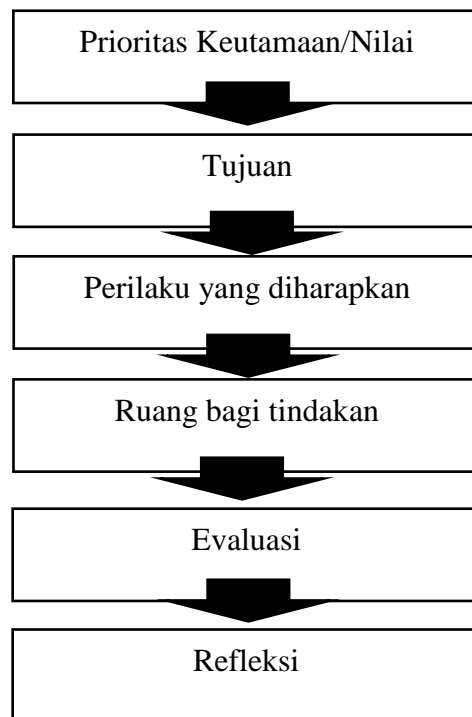 Prioritas Keutamaan/Nilai
Tujuan
Perilaku yang diharapkan
Ruang bagi tindakan
Evaluasi
Refleksi